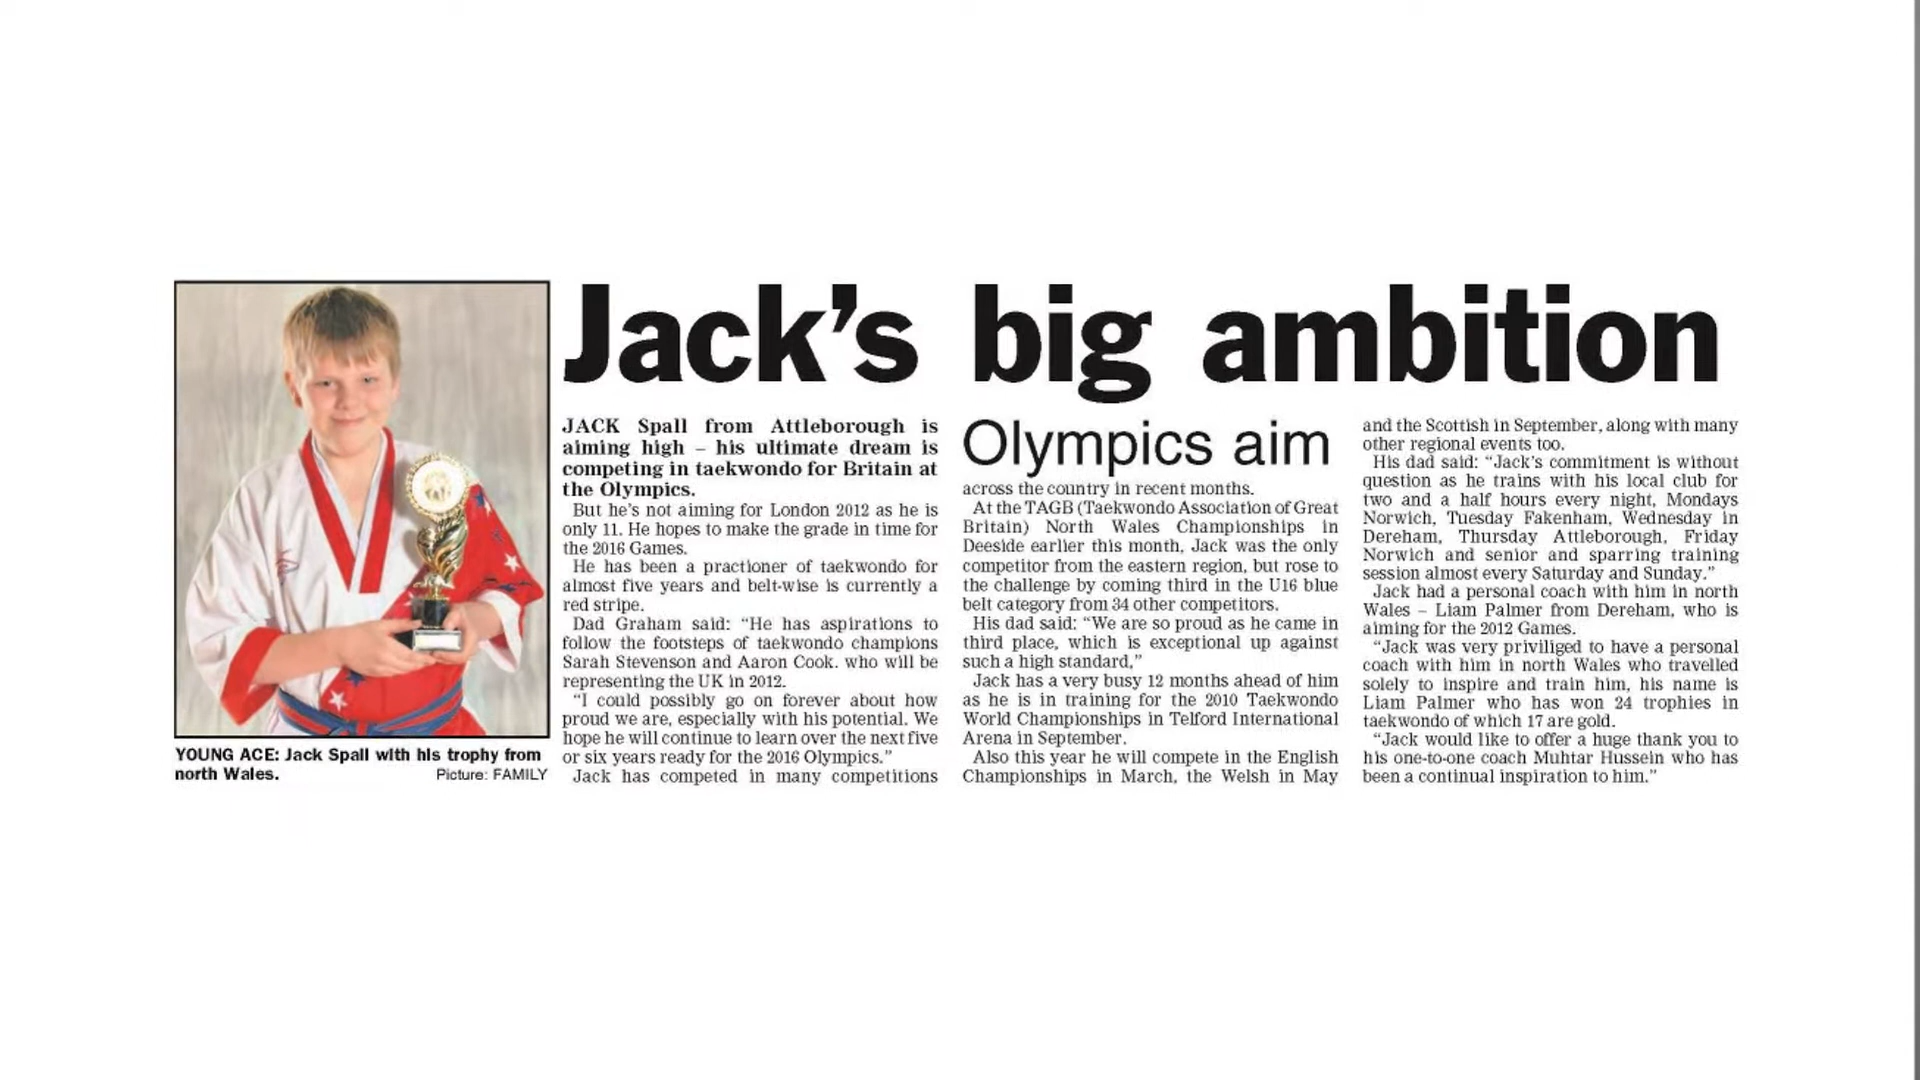 Jack's big ambition
JACK Spall from Attleborough is
aiming high – his ultimate dream is
competing in taekwondo for Britain at
the Olympics.
But he's not aiming for London 2012 as he is
only 11. He hopes to make the grade in time for
the 2016 Games.
He has been a practioner of taekwondo for
almost five years and belt-wise is currently a
red stripe.
Dad Graham said: “He has aspirations to
follow the footsteps of taekwondo champions
Sarah Stevenson and Aaron Cook. who will be
representing the UK in 2012.
“I could possibly go on forever about how
proud we are, especially with his potential. We
hope he will continue to learn over the next five
or six years ready for the 2016 Olympics.”
Jack has competed in many competitions
Olympics aim
across the country in recent months.
At the TAGB (Taekwondo Association of Great
Britain) North Wales Championships in
Deeside earlier this month, Jack was the only
competitor from the eastern region, but rose to
the challenge by coming third in the U16 blue
belt category from 34 other competitors.
His dad said: “We are so proud as he came in
third place, which is exceptional up against
such a high standard,”
Jack has a very busy 12 months ahead of him
as he is in training for the 2010 Taekwondo
World Championships in Telford International
Arena in September.
Also this year he will compete in the English
Championships in March, the Welsh in May
and the Scottish in September, along with many
other regional events too.
His dad said: “Jack's commitment is without
question as he trains with his local club for
two and a half hours every night, Mondays
Norwich, Tuesday Fakenham, Wednesday in
Dereham, Thursday Attleborough, Friday
Norwich and senior and sparring training
session almost every Saturday and Sunday.”
Jack had a personal coach with him in north
Wales – Liam Palmer from Dereham, who is
aiming for the 2012 Games.
“Jack was very priviliged to have a personal
coach with him in north Wales who travelled
solely to inspire and train him, his name is
Liam Palmer who has won 24 trophies in
taekwondo of which 17 are gold.
“Jack would like to offer a huge thank you to
his one-to-one coach Muhtar Hussein who has
been a continual inspiration to him.”
YOUNG ACE: Jack Spall with his trophy from
north Wales. Picture: FAMILY